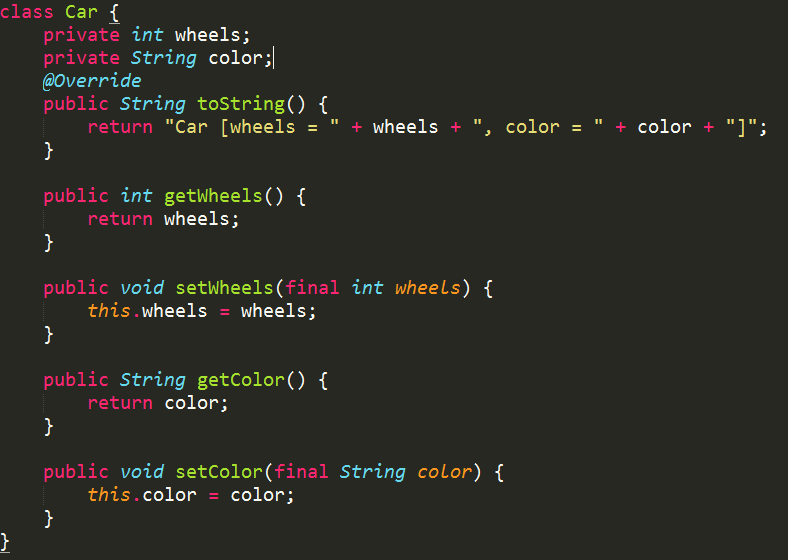 class Car {
    private int wheels;
    private String color;
    @Override
    public String toString() {
        return "Car [wheels = " + wheels + ", color = " + color + "]";
    }

    public int getWheels() {
        return wheels;
    }

    public void setWheels(final int wheels) {
        this.wheels = wheels;
    }

    public String getColor() {
        return color;
    }

    public void setColor(final String color) {
        this.color = color;
    }
}